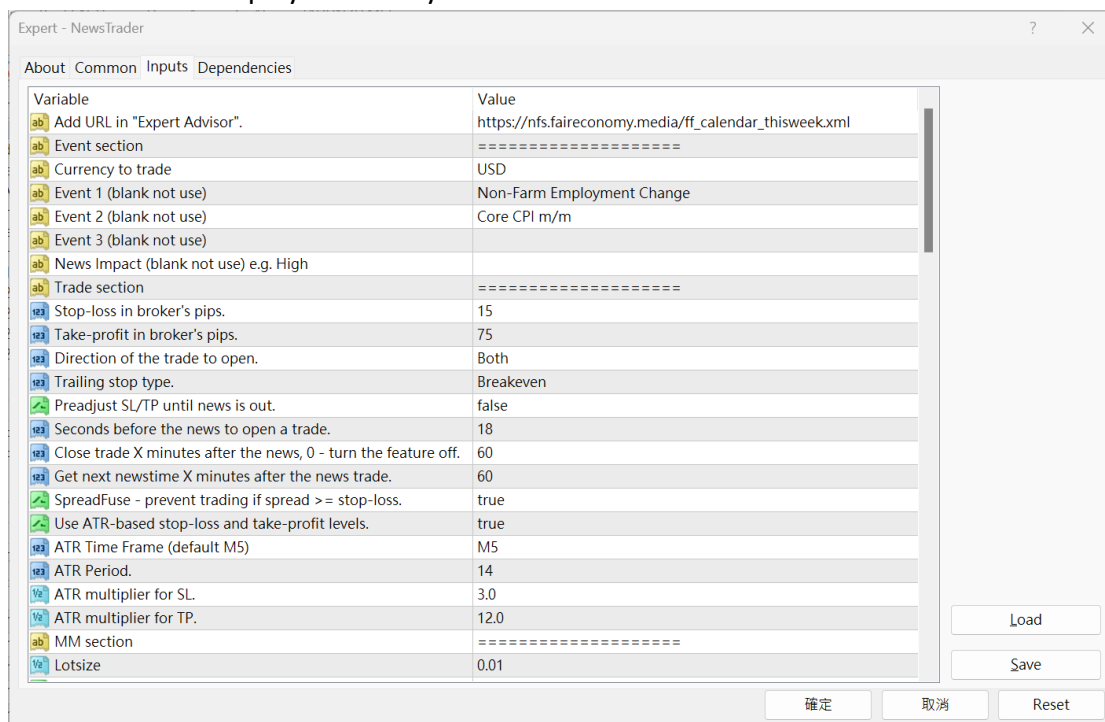 Expert - NewsTrader ? ×
About Common Inputs Dependencies
Variable Value
Add URL in "Expert Advisor". https://nfs.faireconomy.media/ff_calendar_thisweek.xml
Event section ====================
Currency to trade USD
Event 1 (blank not use) Non-Farm Employment Change
Event 2 (blank not use) Core CPI m/m
Event 3 (blank not use)
News Impact (blank not use) e.g. High
Trade section ====================
Stop-loss in broker's pips. 15
Take-profit in broker's pips. 75
Direction of the trade to open. Both
Trailing stop type. Breakeven
Preadjust SL/TP until news is out. false
Seconds before the news to open a trade. 18
Close trade X minutes after the news, 0 - turn the feature off. 60
Get next newstime X minutes after the news trade. 60
SpreadFuse - prevent trading if spread >= stop-loss. true
Use ATR-based stop-loss and take-profit levels. true
ATR Time Frame (default M5) M5
ATR Period. 14
ATR multiplier for SL. 3.0
ATR multiplier for TP. 12.0
MM section ====================
Lotsize 0.01
Load
Save
確定 取消 Reset